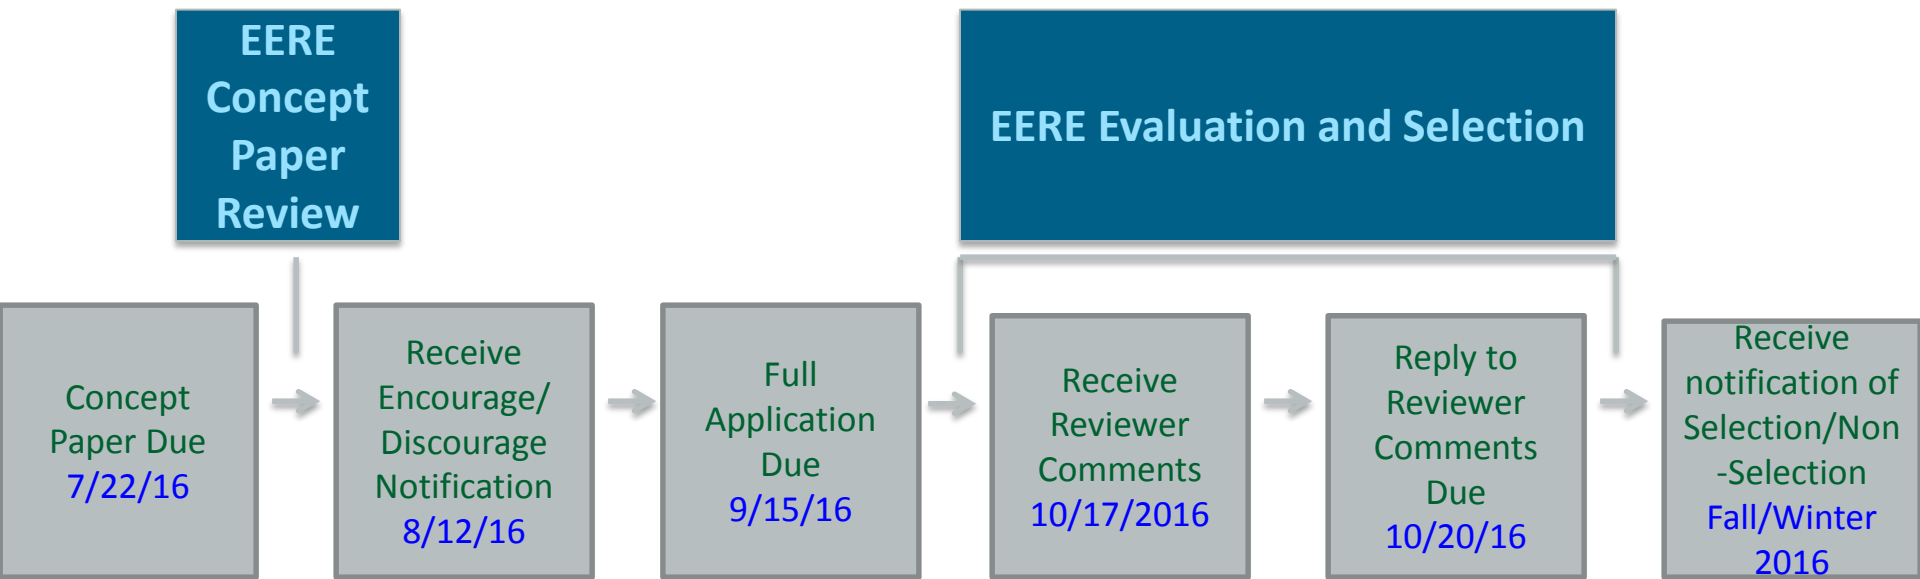 EERE
Concept
Paper
Review
EERE Evaluation and Selection
Concept
Paper Due
7/22/16
Receive
Encourage/
Discourage
Notification
8/12/16
Full
Application
Due
9/15/16
Receive
Reviewer
Comments
10/17/2016
Reply to
Reviewer
Comments
Due
10/20/16
Receive
notification of
Selection/Non
-Selection
Fall/Winter
2016